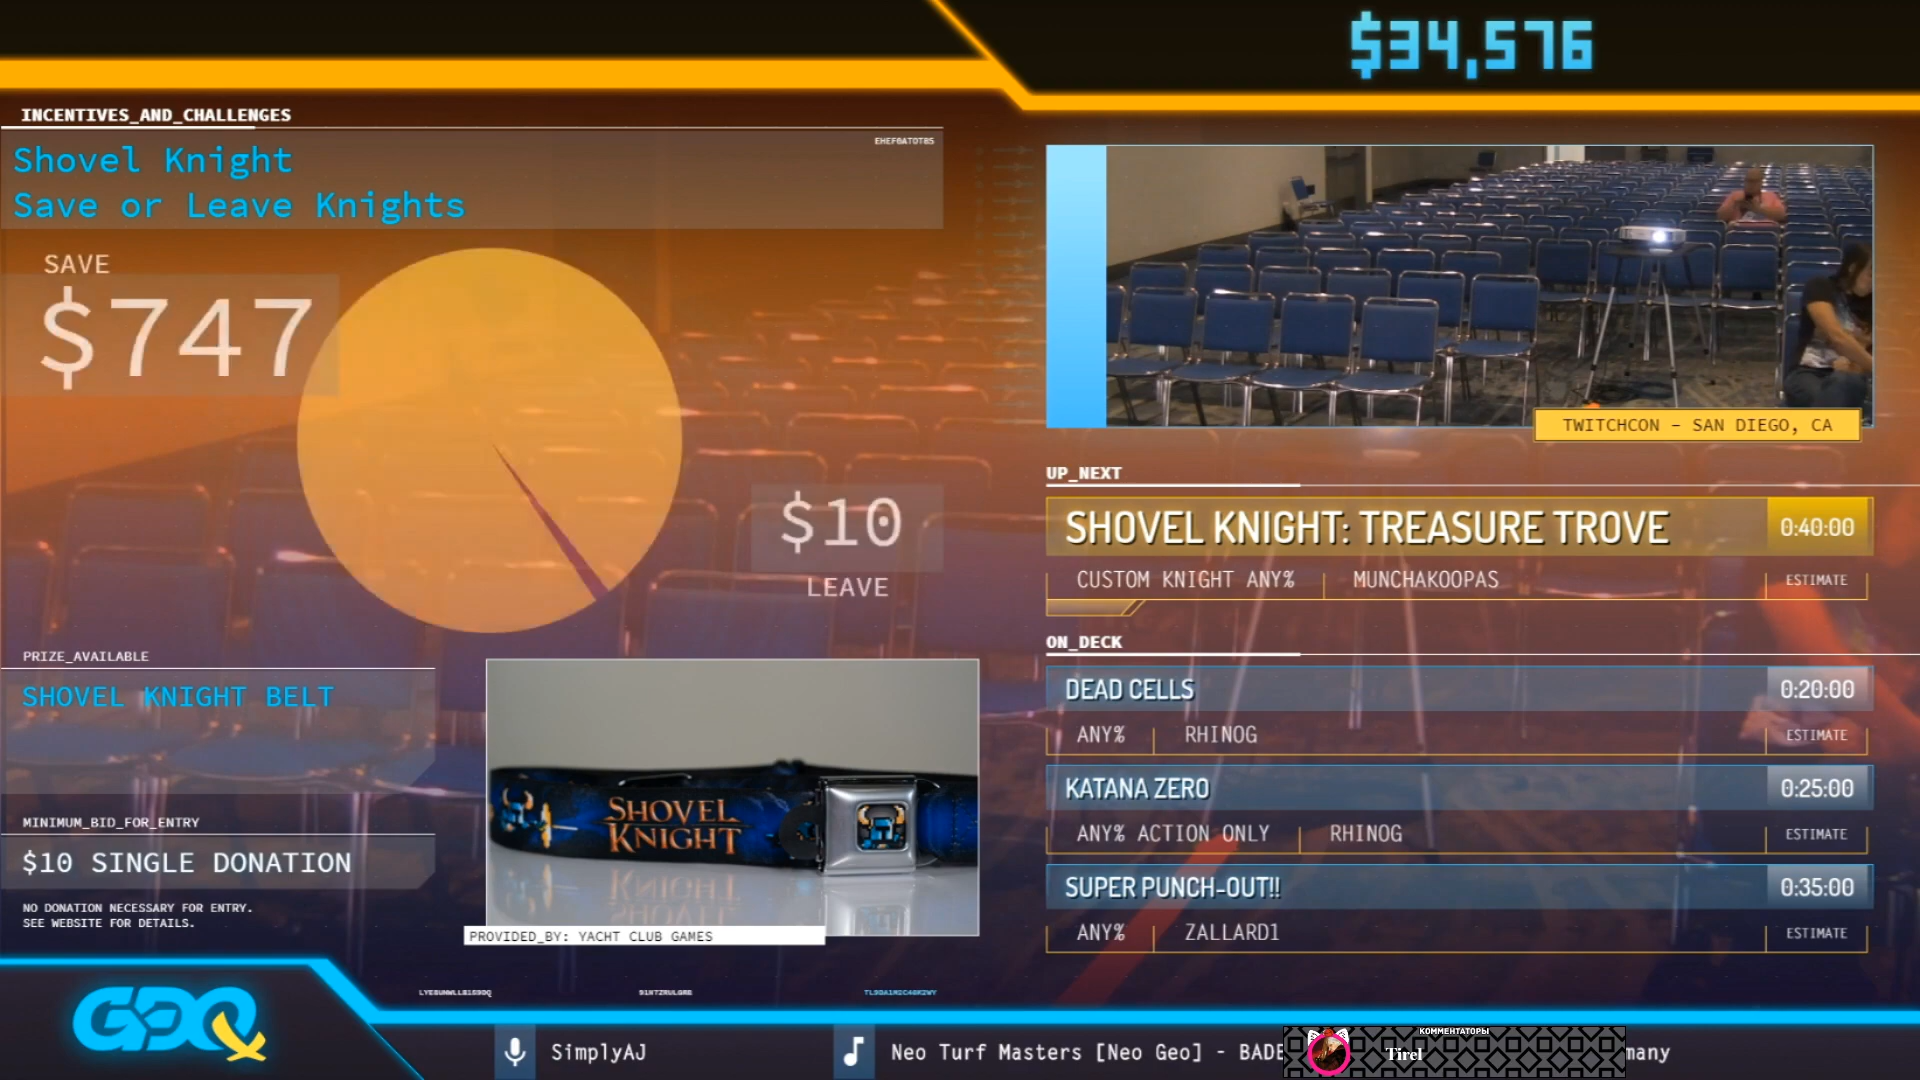 $34,576
INCENTIVES_AND_CHALLENGES
Shovel Knight
Save or Leave Knights
SAVE
$747
$10
LEAVE
PRIZE_AVAILABLE
SHOVEL KNIGHT BELT
MINIMUM_BID_FOR_ENTRY
$10 SINGLE DONATION
NO DONATION NECESSARY FOR ENTRY.
SEE WEBSITE FOR DETAILS.
SHOVEL
KNIGHT
PROVIDED_BY: YACHT CLUB GAMES
TWITCHCON - SAN DIEGO, CA
UP_NEXT
SHOVEL KNIGHT: TREASURE TROVE 0:40:00
CUSTOM KNIGHT ANY% MUNCHAKOOPAS ESTIMATE
ON_DECK
DEAD CELLS 0:20:00
ANY% RHINOG ESTIMATE
KATANA ZERO 0:25:00
ANY% ACTION ONLY RHINOG ESTIMATE
SUPER PUNCH-OUT!! 0:35:00
ANY% ZALLARD1 ESTIMATE
GDQX
SimplyAJ
Neo Turf Masters [Neo Geo] - BADE
КОММЕНТАТОРЫ
Tirel
many